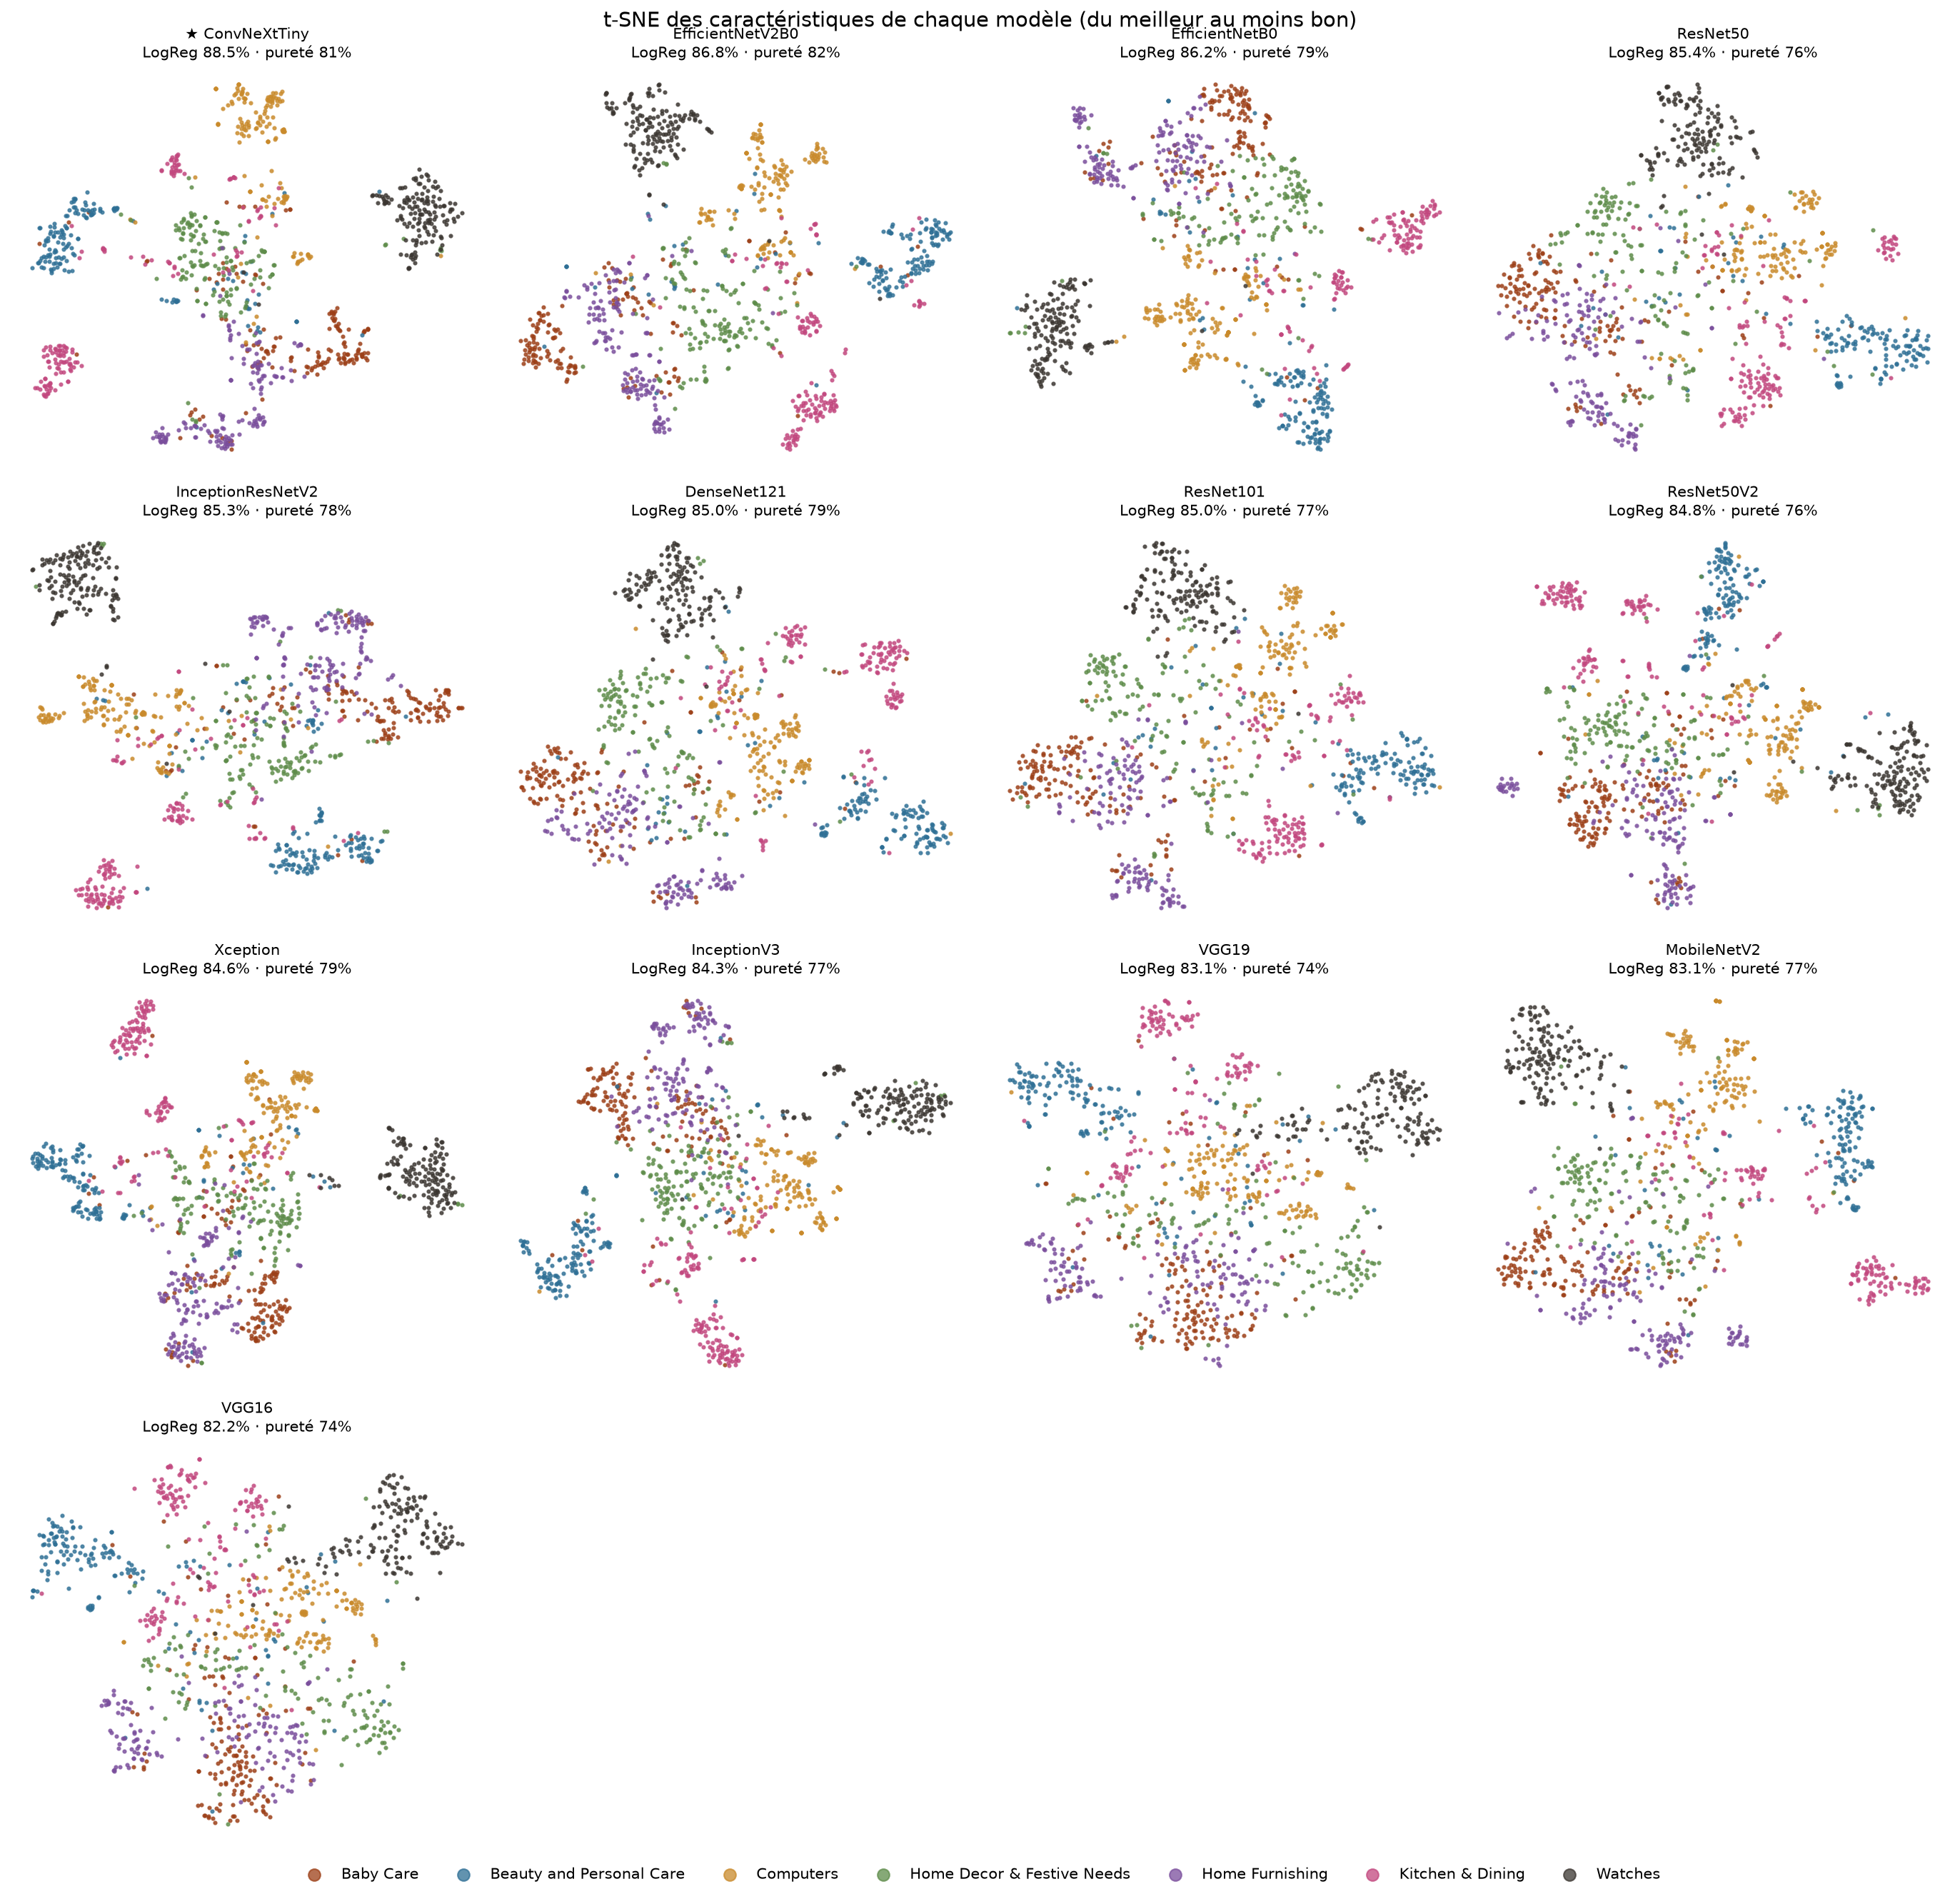 t-SNE des caractéristiques de chaque modèle (du meilleur au moins bon)
★ ConvNeXtTiny
LogReg 88.5% · pureté 81%
EfficientNetV2B0
LogReg 86.8% · pureté 82%
EfficientNetB0
LogReg 86.2% · pureté 79%
ResNet50
LogReg 85.4% · pureté 76%
InceptionResNetV2
LogReg 85.3% · pureté 78%
DenseNet121
LogReg 85.0% · pureté 79%
ResNet101
LogReg 85.0% · pureté 77%
ResNet50V2
LogReg 84.8% · pureté 76%
Xception
LogReg 84.6% · pureté 79%
InceptionV3
LogReg 84.3% · pureté 77%
VGG19
LogReg 83.1% · pureté 74%
MobileNetV2
LogReg 83.1% · pureté 77%
VGG16
LogReg 82.2% · pureté 74%
Baby Care
Beauty and Personal Care
Computers
Home Decor & Festive Needs
Home Furnishing
Kitchen & Dining
Watches